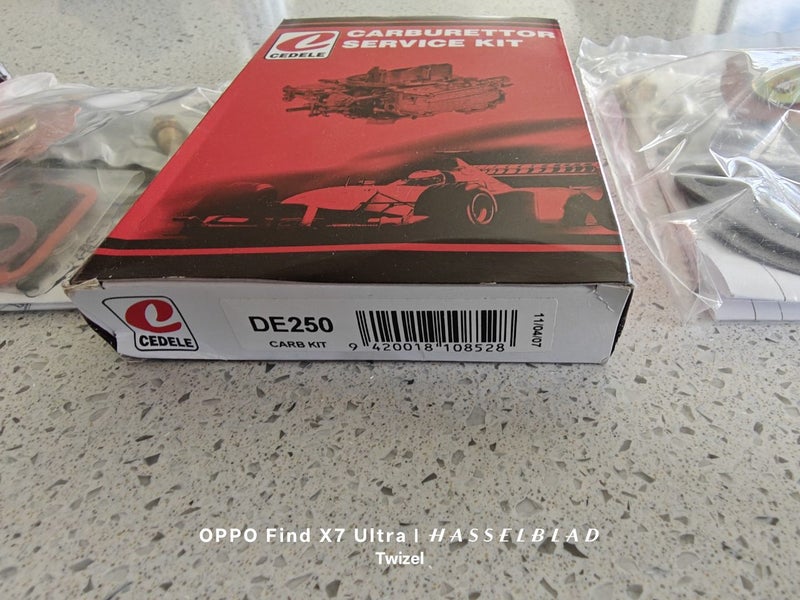 CARBURETTOR
SERVICE KIT
CEDELE
CEDELE
DE250
CARB KIT
9 420018 108528
11/04/07
OPPO Find X7 Ultra | HASSELBLAD
Twizel